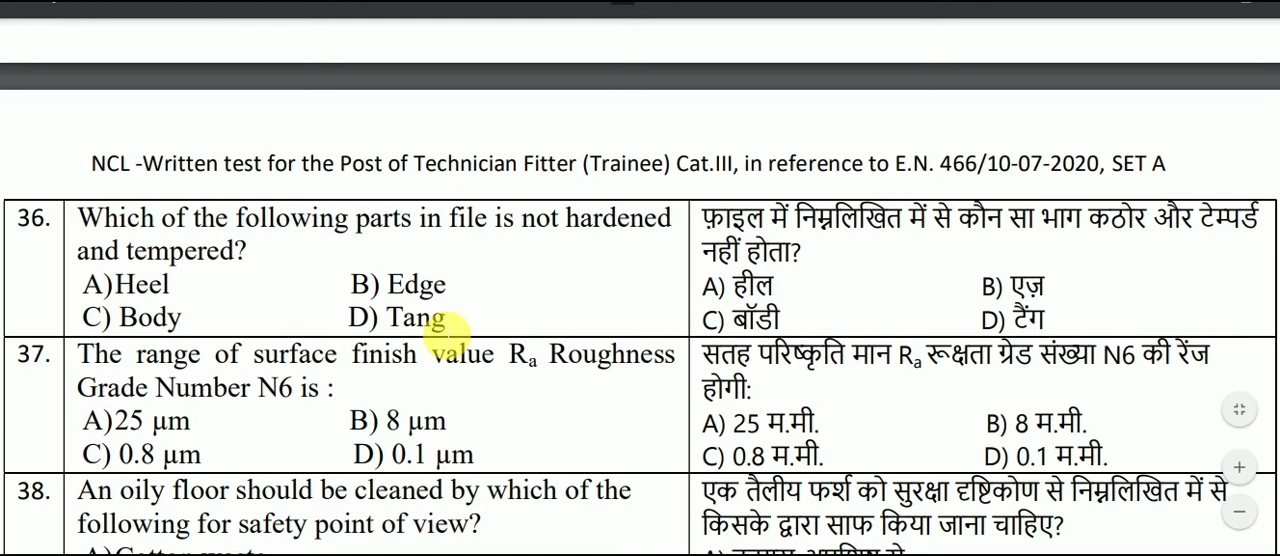 NCL -Written test for the Post of Technician Fitter (Trainee) Cat.III, in reference to E.N. 466/10-07-2020, SET A
36. Which of the following parts in file is not hardened
and tempered?
A)Heel B) Edge
C) Body D) Tang
फ़ाइल में निम्नलिखित में से कौन सा भाग कठोर और टेम्पर्ड
नहीं होता?
A) हील B) एज़
C) बॉडी D) टैंग
37. The range of surface finish value Ra Roughness
Grade Number N6 is :
A)25 μm B) 8 μm
C) 0.8 μm D) 0.1 μm
सतह परिष्कृति मान Ra रूक्षता ग्रेड संख्या N6 की रेंज
होगी:
A) 25 म.मी. B) 8 म.मी.
C) 0.8 म.मी. D) 0.1 म.मी.
38. An oily floor should be cleaned by which of the
following for safety point of view?
एक तैलीय फर्श को सुरक्षा दृष्टिकोण से निम्नलिखित में से
किसके द्वारा साफ किया जाना चाहिए?